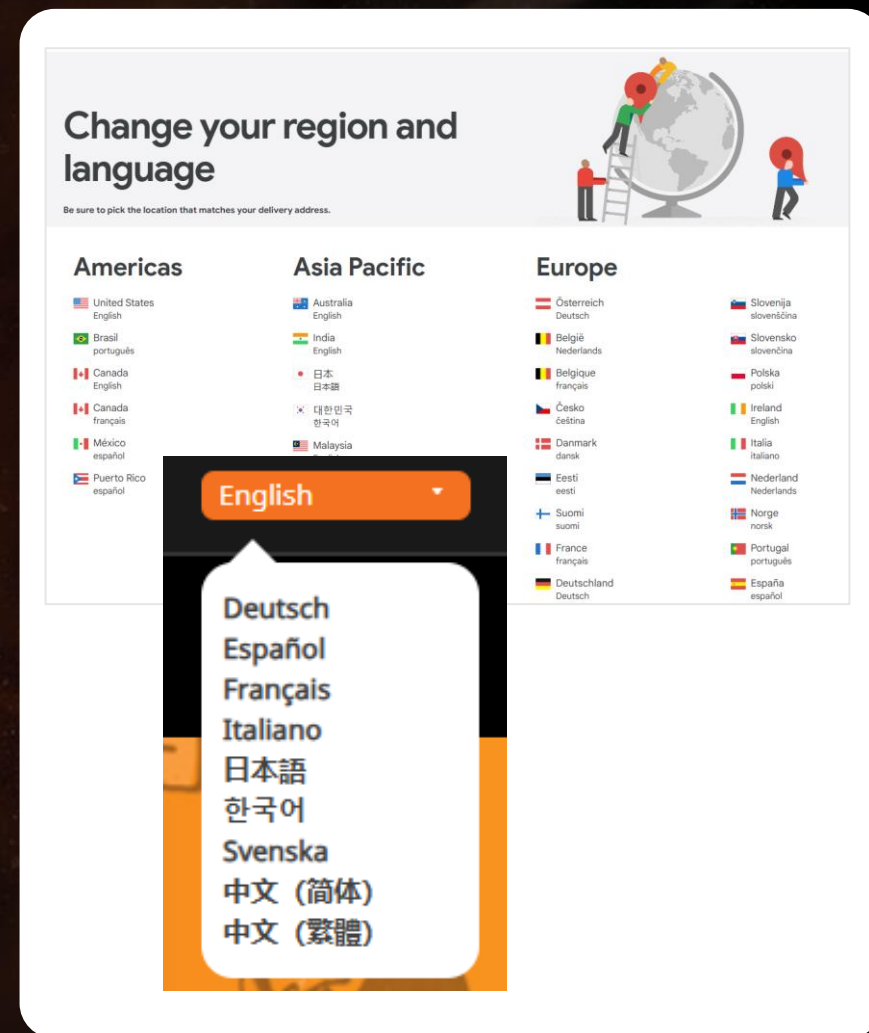 Change your region and
language
Be sure to pick the location that matches your delivery address.
Americas
United States
English
Brasil
português
Canada
English
Canada
français
México
español
Puerto Rico
español
Asia Pacific
Australia
English
India
English
日本
日本語
대한민국
한국어
Malaysia
Europe
Österreich
Deutsch
België
Nederlands
Belgique
français
Česko
čeština
Danmark
dansk
Eesti
eesti
Suomi
suomi
France
français
Deutschland
Deutsch
Slovenija
slovenščina
Slovensko
slovenčina
Polska
polski
Ireland
English
Italia
italiano
Nederland
Nederlands
Norge
norsk
Portugal
português
España
español
English
Deutsch
Español
Français
Italiano
日本語
한국어
Svenska
中文 (简体)
中文 (繁體)